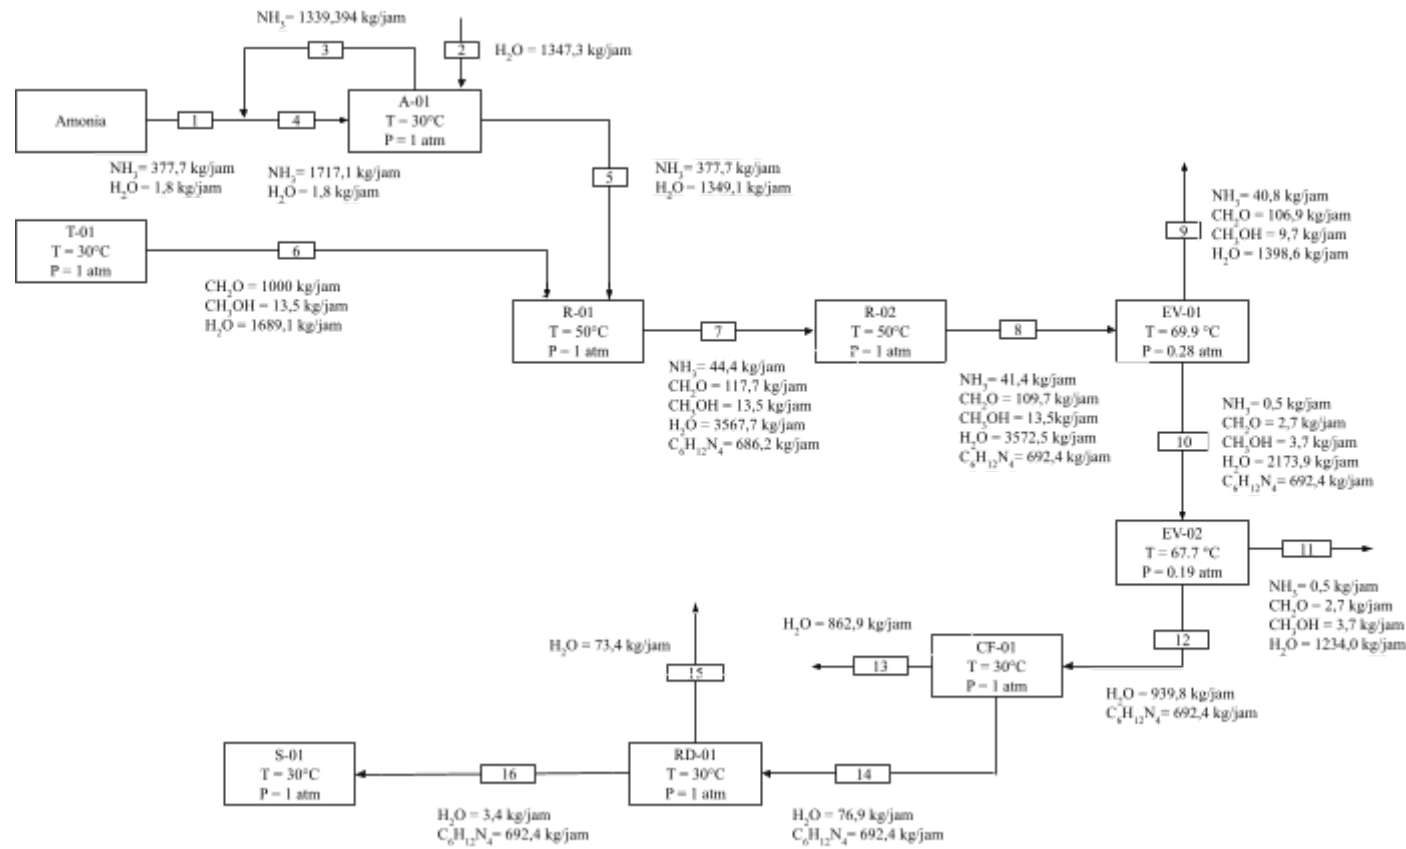 NH₃= 1339,394 kg/jam
3
2
H₂O = 1347,3 kg/jam
Amonia
1
4
A-01
T = 30°C
P = 1 atm
NH₃= 377,7 kg/jam
H₂O = 1,8 kg/jam
NH₃= 1717,1 kg/jam
H₂O = 1,8 kg/jam
5
NH₃= 377,7 kg/jam
H₂O = 1349,1 kg/jam
T-01
T = 30°C
P = 1 atm
6
CH₂O = 1000 kg/jam
CH₃OH = 13,5 kg/jam
H₂O = 1689,1 kg/jam
9
NH₃= 40,8 kg/jam
CH₂O = 106,9 kg/jam
CH₃OH = 9,7 kg/jam
H₂O = 1398,6 kg/jam
R-01
T = 50°C
P = 1 atm
7
R-02
T = 50°C
P = 1 atm
8
EV-01
T = 69.9 °C
P = 0.28 atm
NH₃= 44,4 kg/jam
CH₂O = 117,7 kg/jam
CH₃OH = 13,5 kg/jam
H₂O = 3567,7 kg/jam
C₆H₁₂N₄= 686,2 kg/jam
NH₃= 41,4 kg/jam
CH₂O = 109,7 kg/jam
CH₃OH = 13,5kg/jam
H₂O = 3572,5 kg/jam
C₆H₁₂N₄= 692,4 kg/jam
10
NH₃= 0,5 kg/jam
CH₂O = 2,7 kg/jam
CH₃OH = 3,7 kg/jam
H₂O = 2173,9 kg/jam
C₆H₁₂N₄= 692,4 kg/jam
EV-02
T = 67.7 °C
P = 0.19 atm
11
NH₃= 0,5 kg/jam
CH₂O = 2,7 kg/jam
CH₃OH = 3,7 kg/jam
H₂O = 1234,0 kg/jam
12
H₂O = 939,8 kg/jam
C₆H₁₂N₄= 692,4 kg/jam
H₂O = 862,9 kg/jam
13
CF-01
T = 30°C
P = 1 atm
H₂O = 73,4 kg/jam
15
S-01
T = 30°C
P = 1 atm
16
RD-01
T = 30°C
P = 1 atm
14
H₂O = 3,4 kg/jam
C₆H₁₂N₄= 692,4 kg/jam
H₂O = 76,9 kg/jam
C₆H₁₂N₄= 692,4 kg/jam